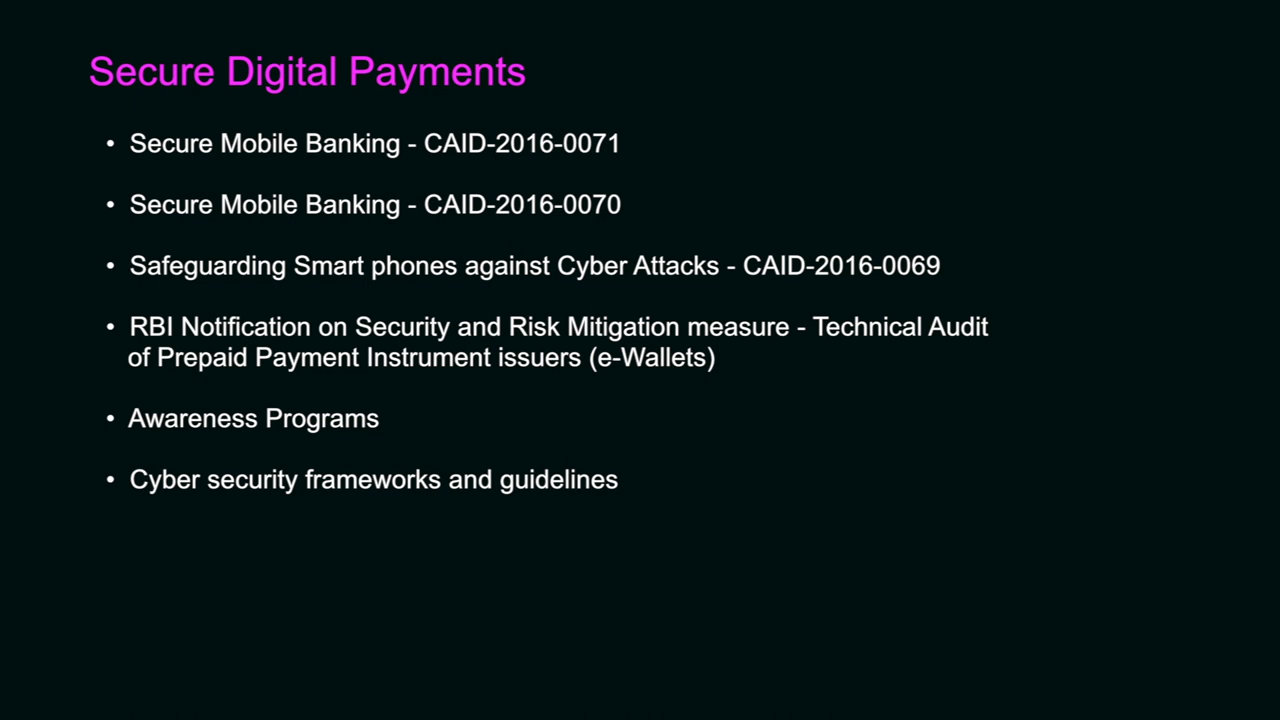 Secure Digital Payments
• Secure Mobile Banking - CAID-2016-0071
• Secure Mobile Banking - CAID-2016-0070
• Safeguarding Smart phones against Cyber Attacks - CAID-2016-0069
• RBI Notification on Security and Risk Mitigation measure - Technical Audit
of Prepaid Payment Instrument issuers (e-Wallets)
• Awareness Programs
• Cyber security frameworks and guidelines